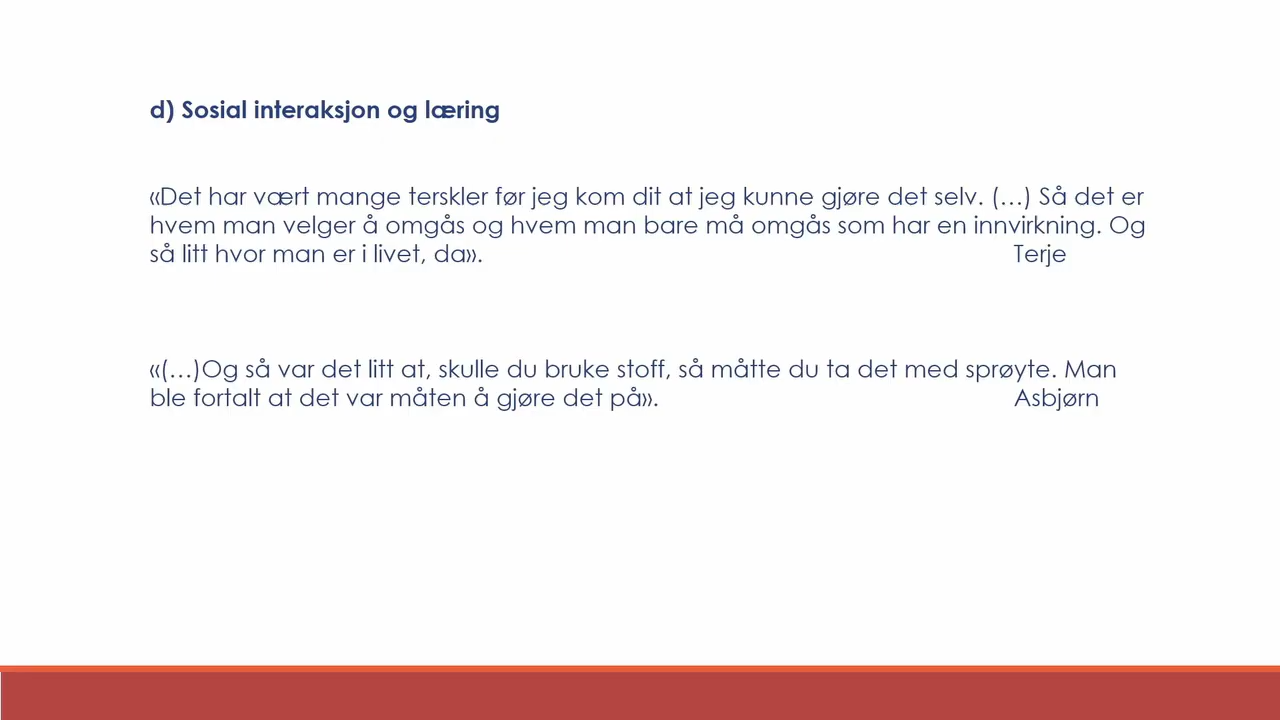 d) Sosial interaksjon og læring
«Det har vært mange terskler før jeg kom dit at jeg kunne gjøre det selv. (…) Så det er
hvem man velger å omgås og hvem man bare må omgås som har en innvirkning. Og
så litt hvor man er i livet, da». Terje
«(…)Og så var det litt at, skulle du bruke stoff, så måtte du ta det med sprøyte. Man
ble fortalt at det var måten å gjøre det på». Asbjørn